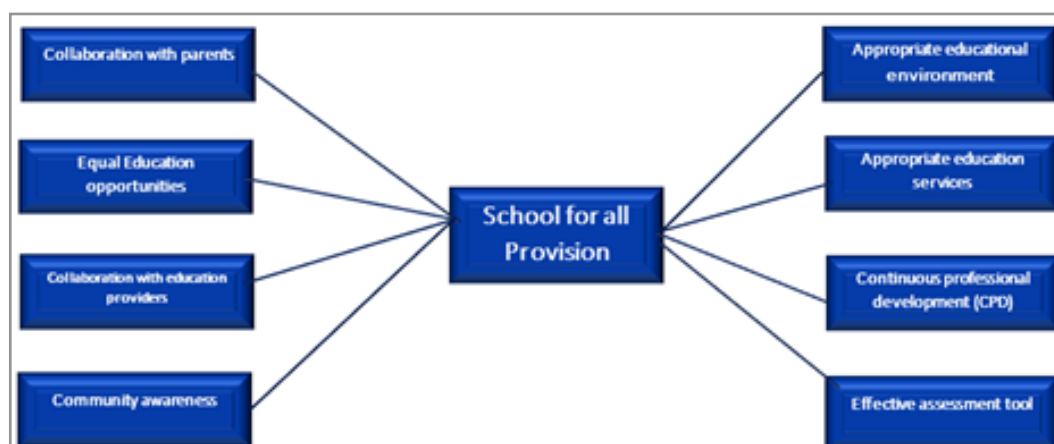 Collaboration with parents
Equal Education
opportunities
Collaboration with education
providers
Community awareness
School for all
Provision
Appropriate educational
environment
Appropriate education
services
Continuous professional
development (CPD)
Effective assessment tool